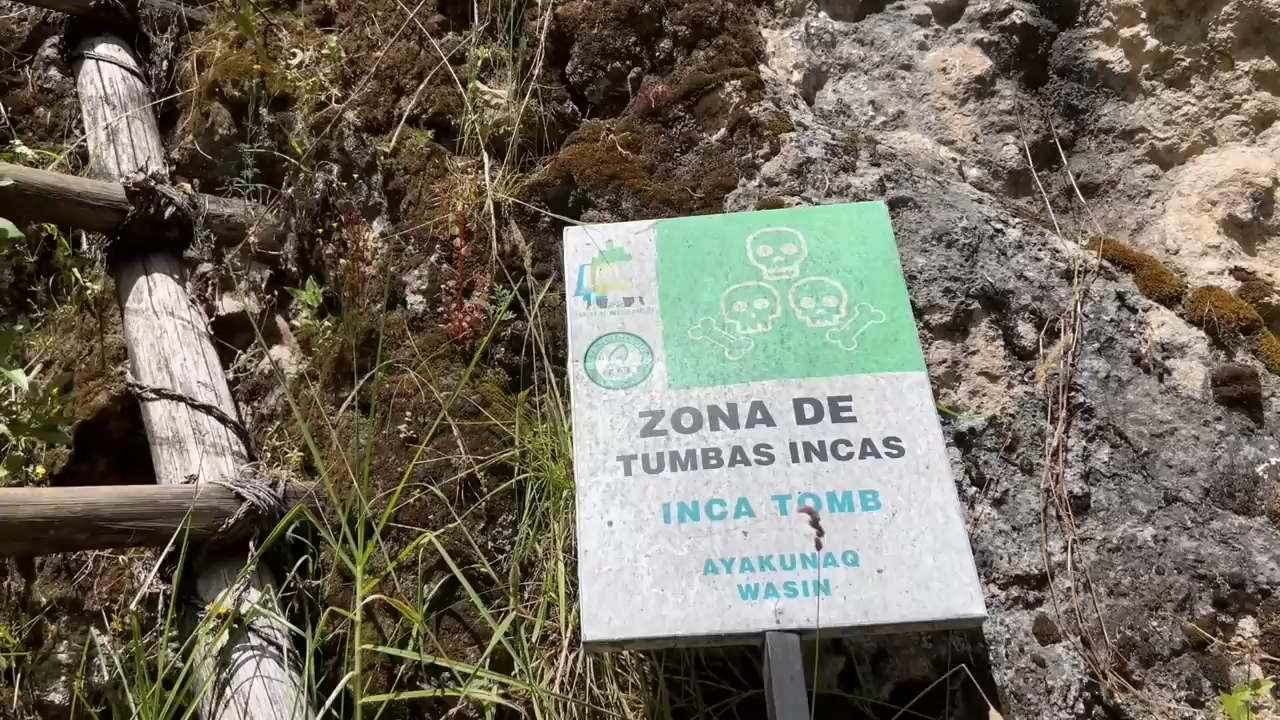 ZONA DE
TUMBAS INCAS
INCA TOMB
AYAKUNAQ
WASIN